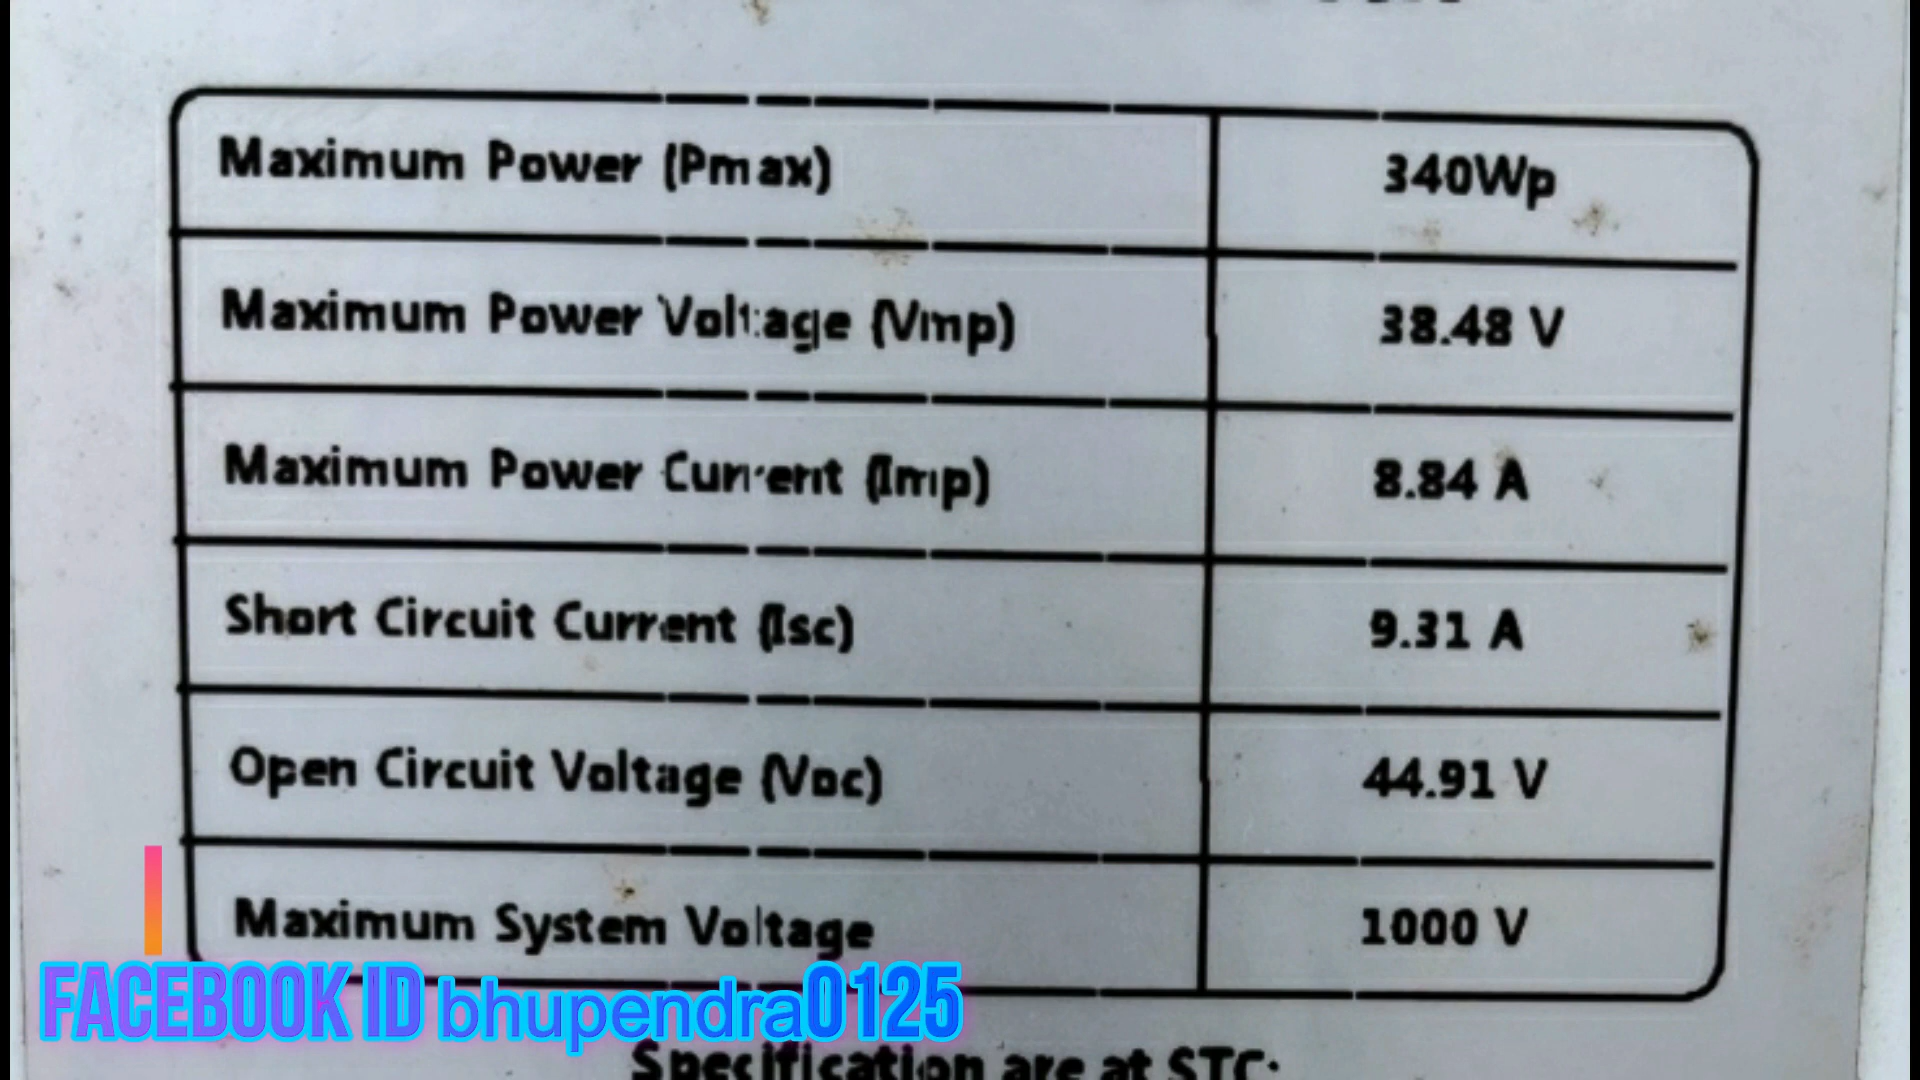 Maximum Power (Pmax) 340Wp
Maximum Power Voltage (Vmp) 38.48 V
Maximum Power Current (Imp) 8.84 A
Short Circuit Current (Isc) 9.31 A
Open Circuit Voltage (Voc) 44.91 V
Maximum System Voltage 1000 V
FACEBOOK ID bhupendra0125
Specification are at STC: